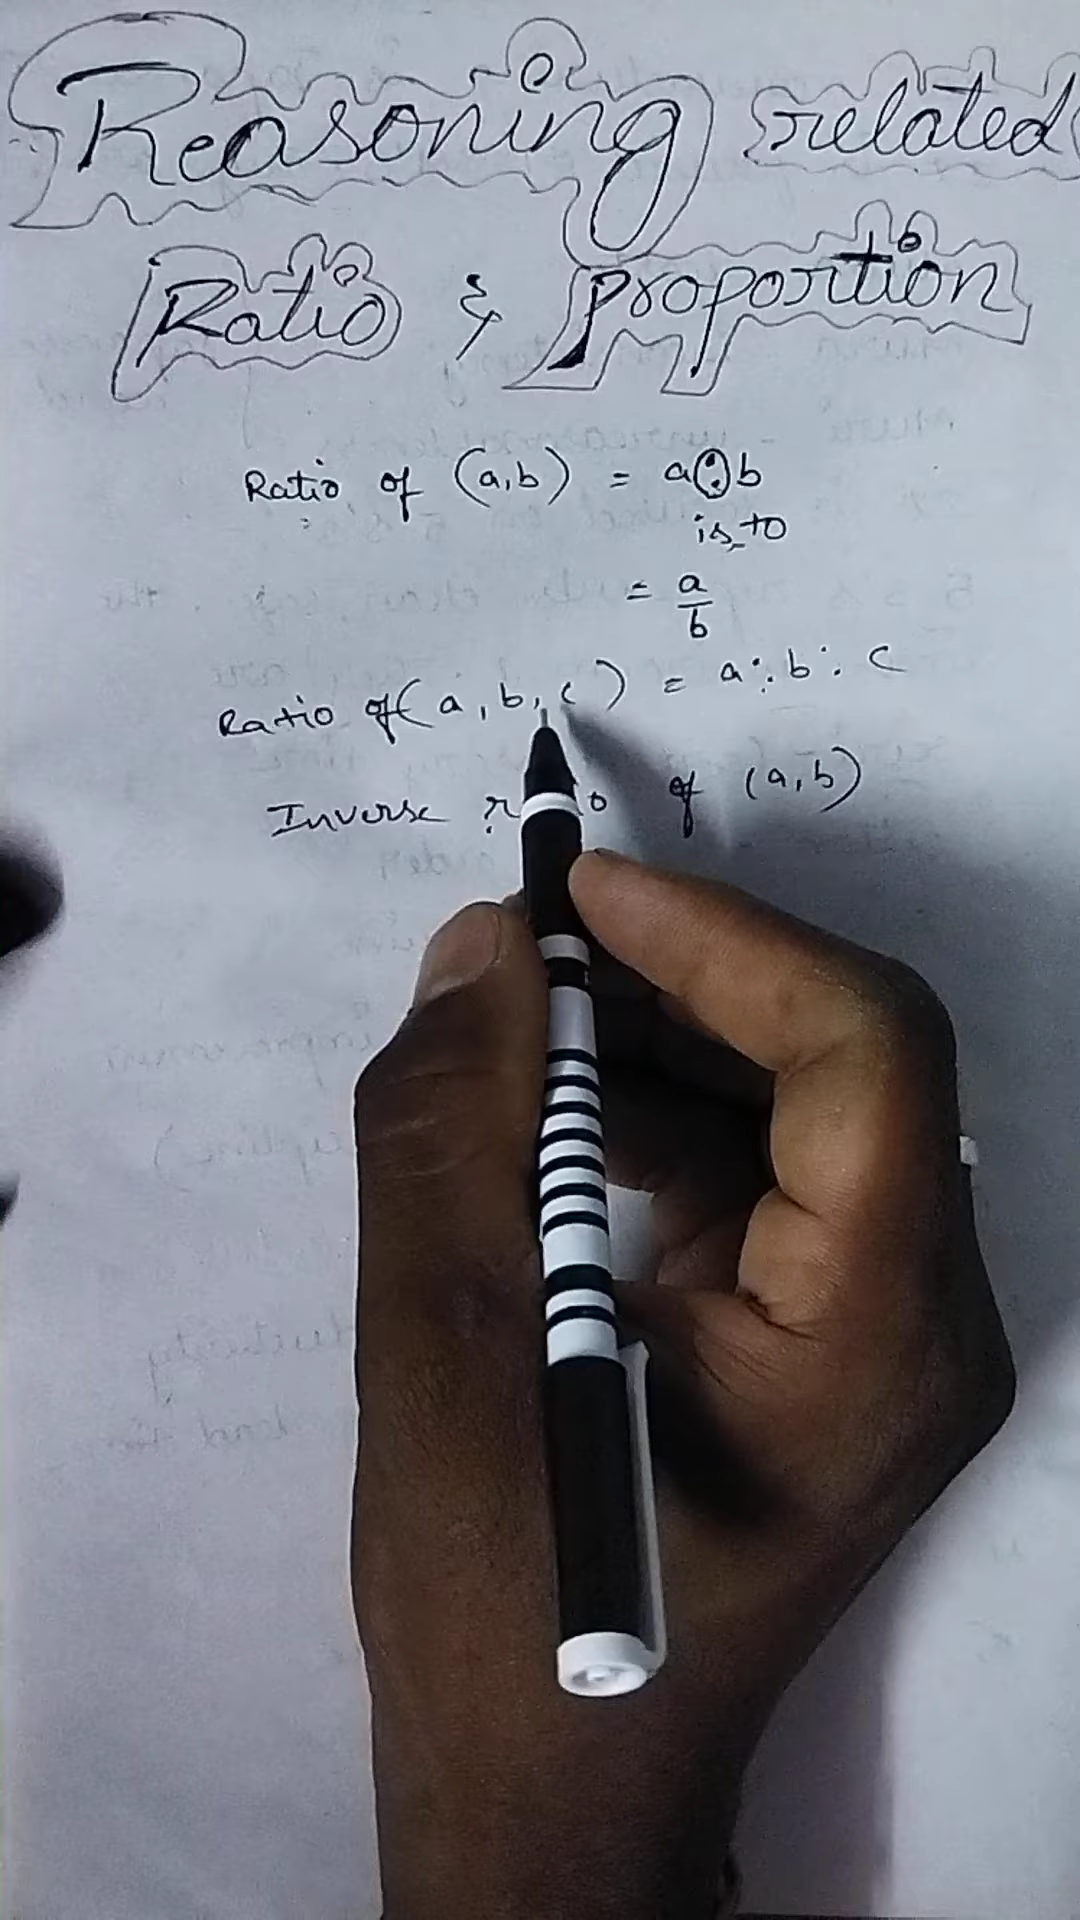 Reasoning related
Ratio & proportion
Ratio of (a,b) = a:b
is to
= a/b
Ratio of (a, b, c) = a:b:c
Inverse of (a,b)